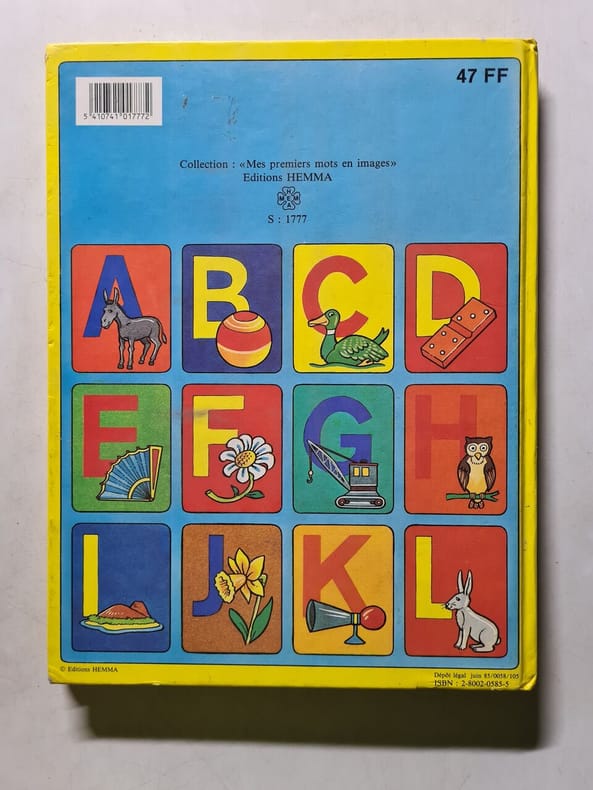 47 FF
5 410741 017772
Collection : «Mes premiers mots en images»
Editions HEMMA
HEMMA
S : 1777
A B C D
E F G H
I J K L
© Editions HEMMA
Dépôt légal juin 85/0058/105
ISBN : 2-8002-0585-5